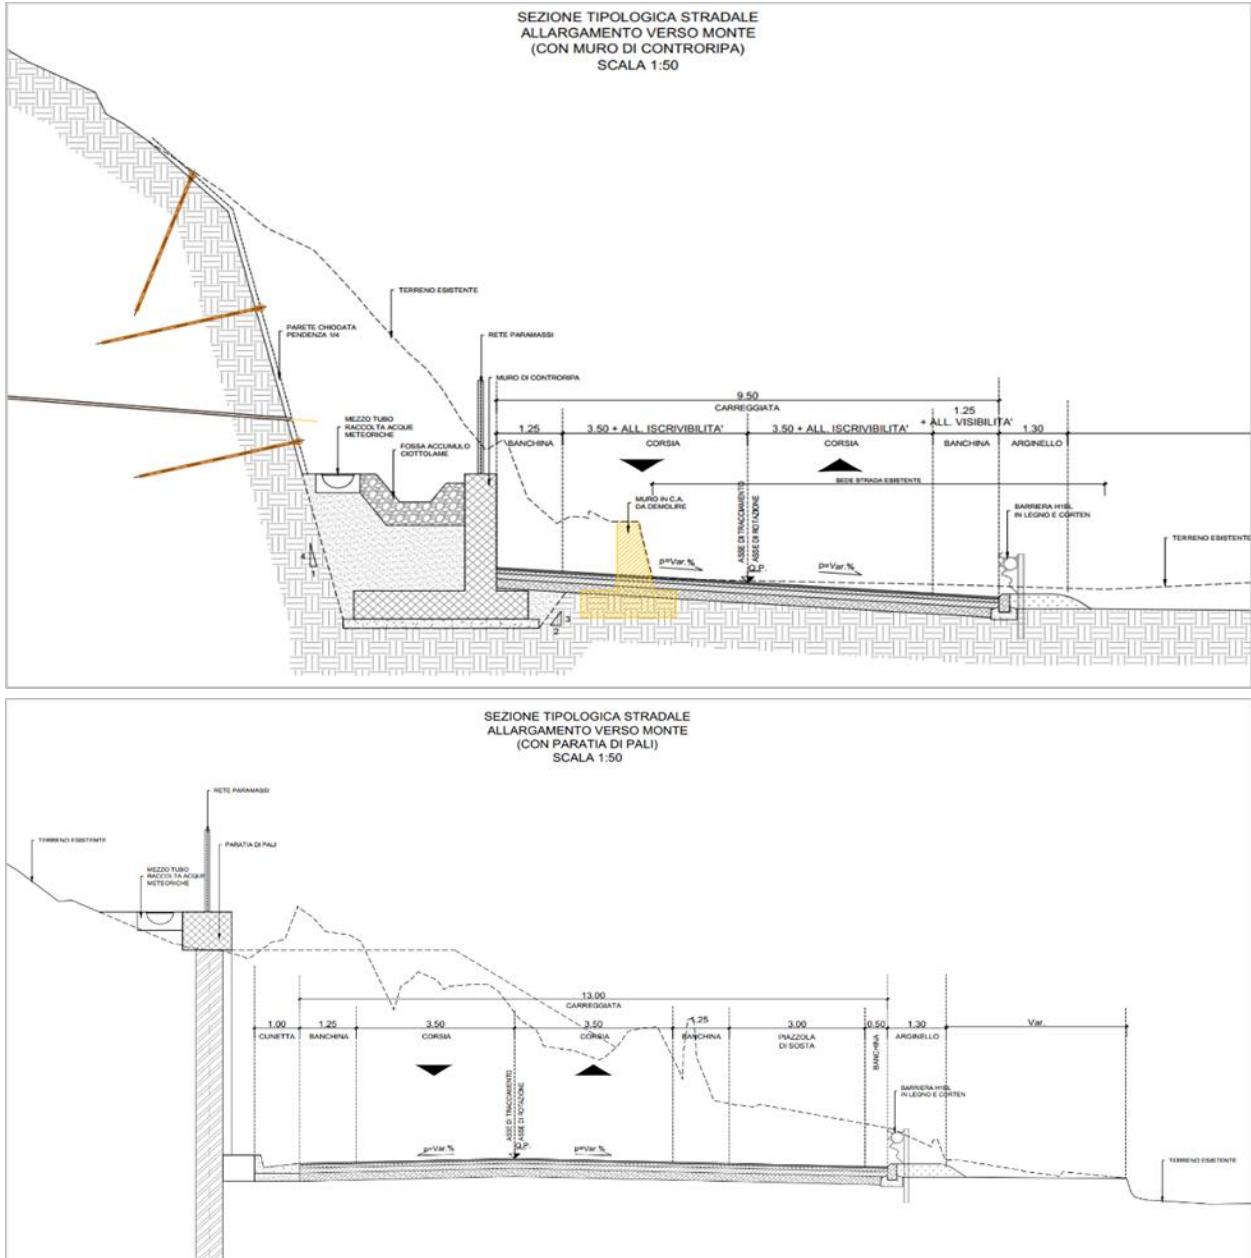 SEZIONE TIPOLOGICA STRADALE
ALLARGAMENTO VERSO MONTE
(CON MURO DI CONTRORIPA)
SCALA 1:50
TERRENO ESISTENTE
PARETE CHIODATA
PENDENZA 1/4
RETE PARAMASSI
MURO DI CONTRORIPA
MEZZO TUBO
RACCOLTA ACQUE
METEORICHE
FOSSA ACCUMULO
CIOTTOLAME
9.50
CARREGGIATA
1.25
BANCHINA
3.50 + ALL. ISCRIVIBILITA'
CORSIA
3.50 + ALL. ISCRIVIBILITA'
CORSIA
1.25
+ ALL. VISIBILITA'
BANCHINA
1.30
ARGINELLO
SEDE STRADA ESISTENTE
MURO IN C.A.
DA DEMOLIRE
ASSE DI TRACCIAMENTO
ASSE DI ROTAZIONE
Q.P.
BARRIERA H1BL
IN LEGNO E CORTEN
TERRENO ESISTENTE
p=Var.%
p=Var.%
4
1
3
2
SEZIONE TIPOLOGICA STRADALE
ALLARGAMENTO VERSO MONTE
(CON PARATIA DI PALI)
SCALA 1:50
RETE PARAMASSI
TERRENO ESISTENTE
PARATIA DI PALI
MEZZO TUBO
RACCOLTA ACQUE
METEORICHE
13.00
CARREGGIATA
1.00
CUNETTA
1.25
BANCHINA
3.50
CORSIA
3.50
CORSIA
1.25
BANCHINA
3.00
PIAZZOLA
DI SOSTA
0.50
BANCHINA
1.30
ARGINELLO
Var.
ASSE DI TRACCIAMENTO
ASSE DI ROTAZIONE
Q.P.
BARRIERA H1BL
IN LEGNO E CORTEN
p=Var.%
p=Var.%
TERRENO ESISTENTE